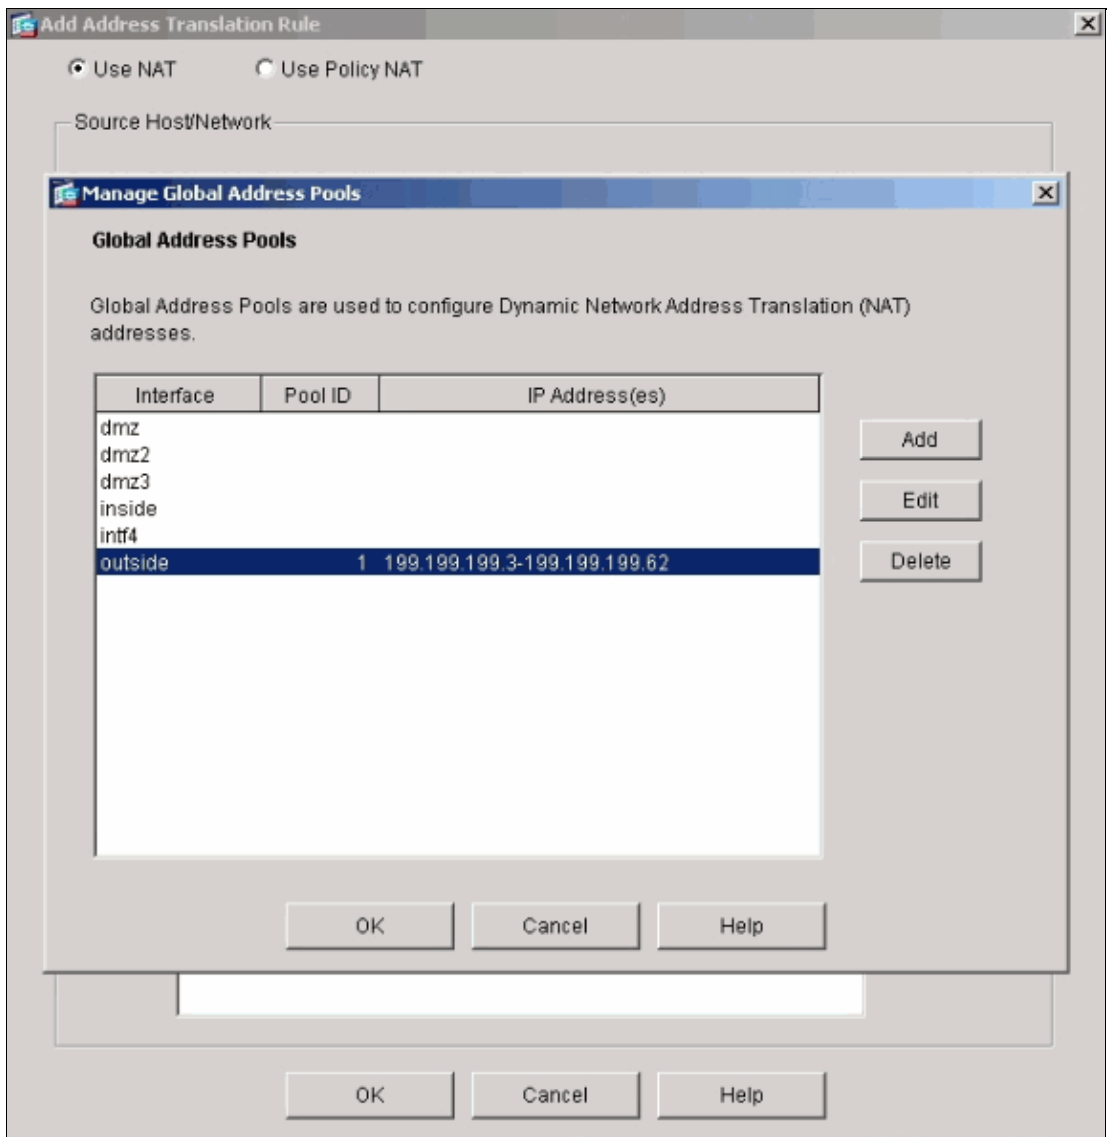 Add Address Translation Rule
Use NAT Use Policy NAT
Source Host/Network
Manage Global Address Pools
Global Address Pools
Global Address Pools are used to configure Dynamic Network Address Translation (NAT)
addresses.
Interface Pool ID IP Address(es)
dmz
dmz2
dmz3
inside
intf4
outside 1 199.199.199.3-199.199.199.62
Add
Edit
Delete
OK Cancel Help
OK Cancel Help